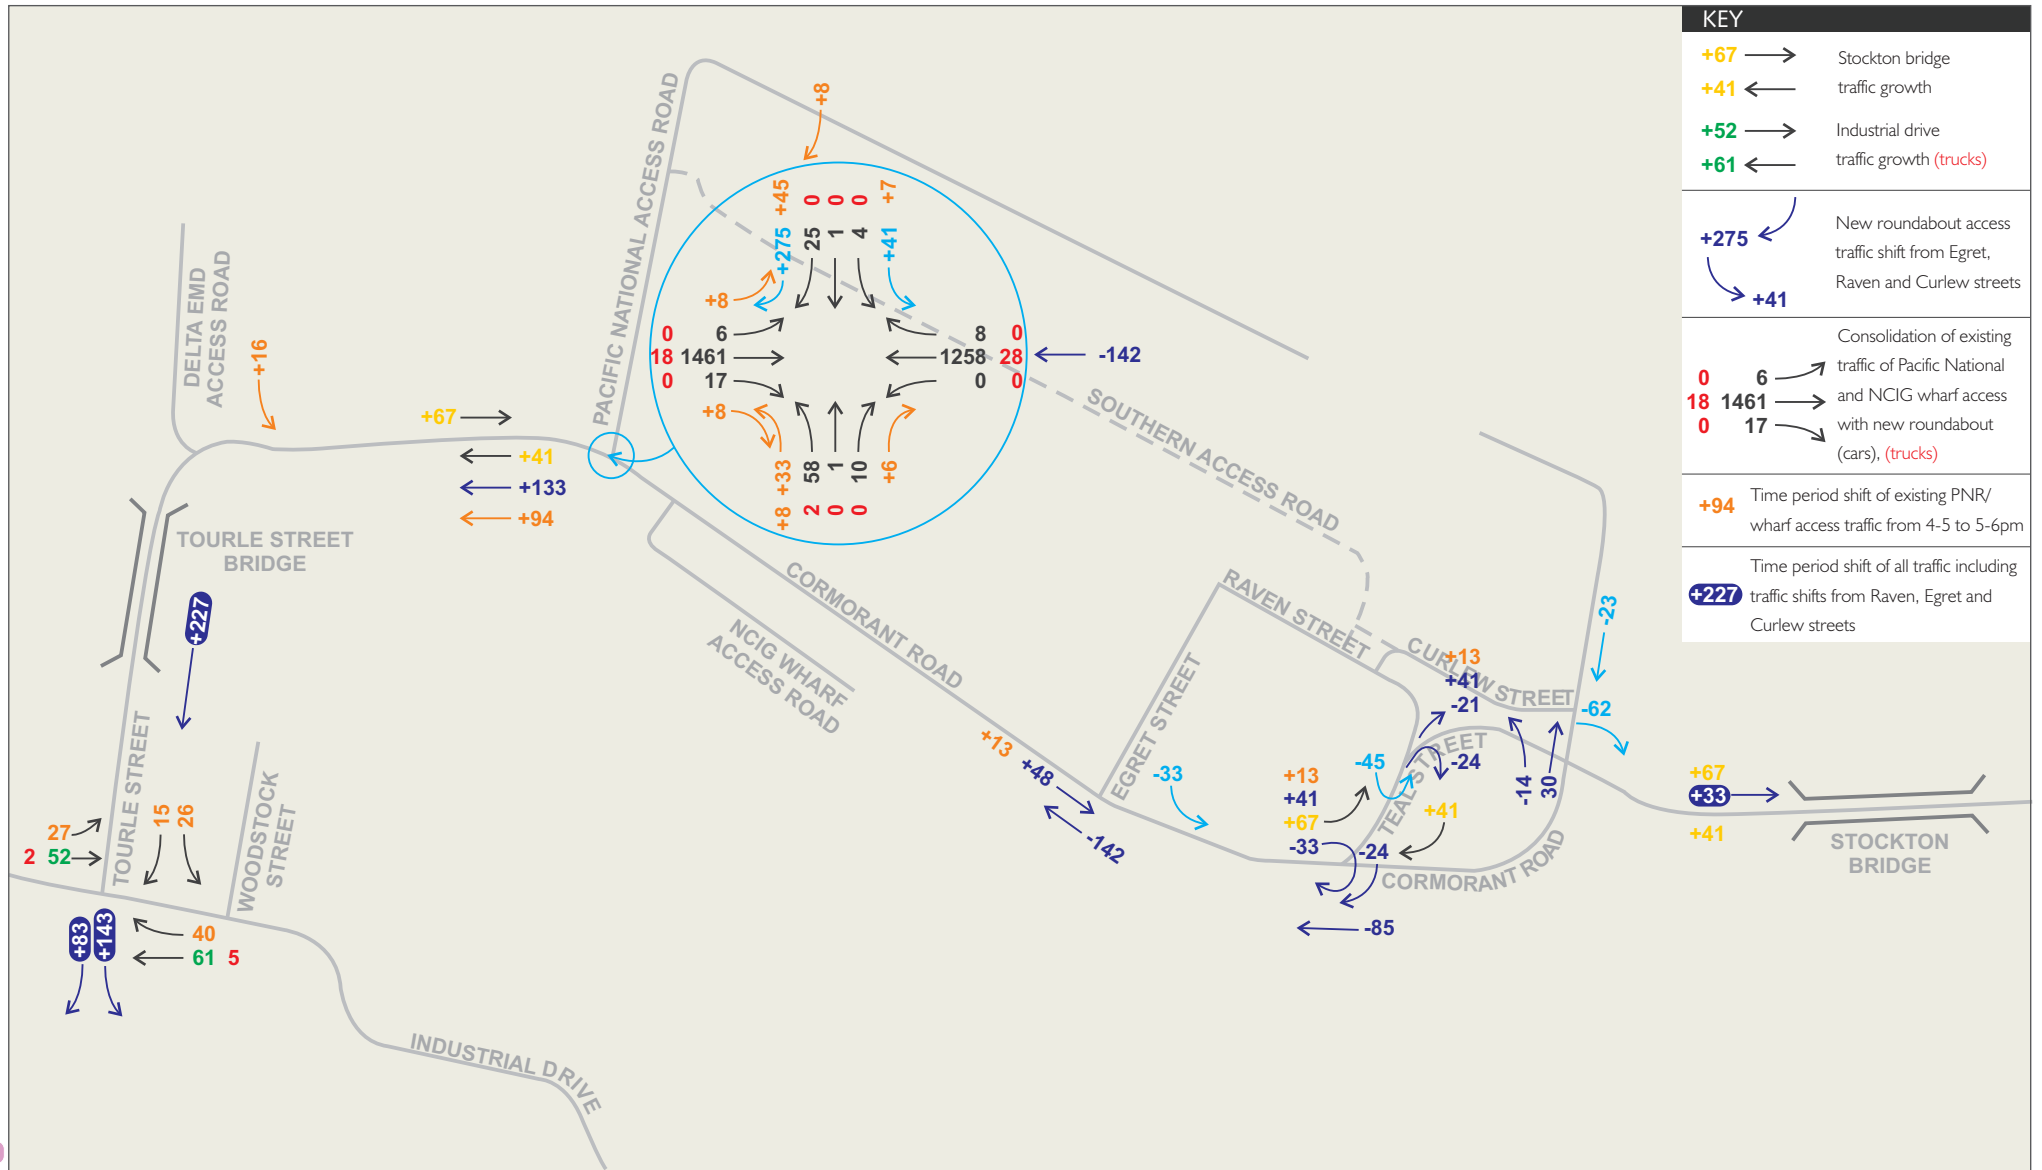 KEY
+67
Stockton bridge
+41
traffic growth
+52
Industrial drive
+61
traffic growth (trucks)
+275
New roundabout access
traffic shift from Egret,
Raven and Curlew streets
+41
Consolidation of existing
traffic of Pacific National
and NCIG wharf access
with new roundabout
(cars), (trucks)
0 6
18 1461
0 17
+94
Time period shift of existing PNR/
wharf access traffic from 4-5 to 5-6pm
+227
Time period shift of all traffic including
traffic shifts from Raven, Egret and
Curlew streets
+8
PACIFIC NATIONAL ACCESS ROAD
+45
0
0
0
+7
+275
25
1
4
+41
+8
0 6
18 1461
0 17
+8
8 0
1258 28
0 0
-142
+8 +33
58
1
10
+6
2
0
0
DELTA EMD
ACCESS ROAD
+16
+67
+41
+133
+94
TOURLE STREET
BRIDGE
+227
SOUTHERN ACCESS ROAD
CORMORANT ROAD
NCIG WHARF
ACCESS ROAD
RAVEN STREET
CURLEW STREET
EGRET STREET
TEAL STREET
+13
+41
-21
-23
-62
-24
-45
-14
30
+13
+48
-142
-33
+13
+41
+67
-33
+41
-24
-85
CORMORANT ROAD
+67
+33
+41
STOCKTON
BRIDGE
TOURLE STREET
WOODSTOCK
STREET
15
26
27
2 52
+83
+143
40
61 5
INDUSTRIAL DRIVE